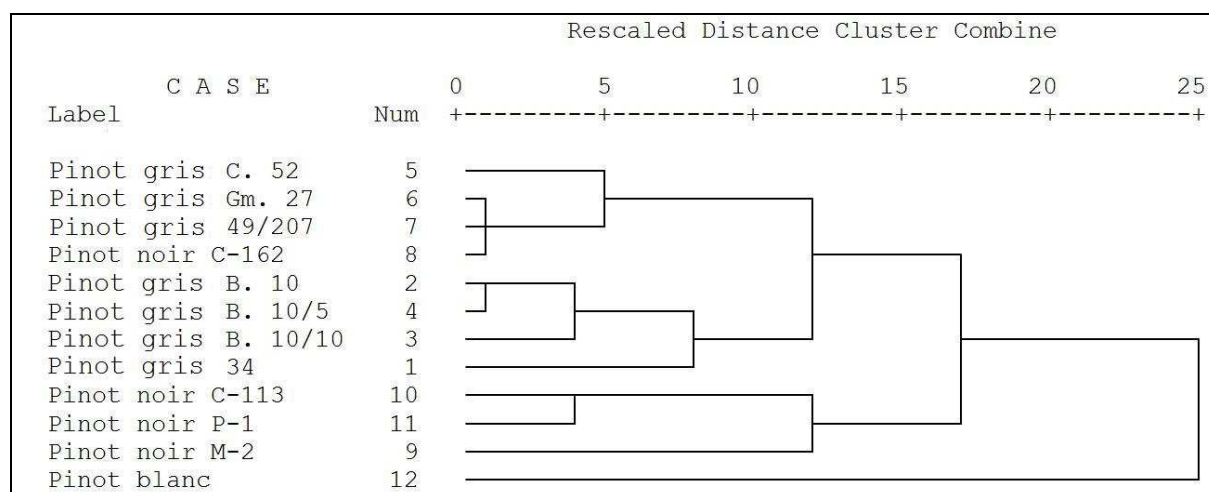 Rescaled Distance Cluster Combine
C A S E 0 5 10 15 20 25
Label Num +---------+---------+---------+---------+---------+
Pinot gris C. 52 5
Pinot gris Gm. 27 6
Pinot gris 49/207 7
Pinot noir C-162 8
Pinot gris B. 10 2
Pinot gris B. 10/5 4
Pinot gris B. 10/10 3
Pinot gris 34 1
Pinot noir C-113 10
Pinot noir P-1 11
Pinot noir M-2 9
Pinot blanc 12